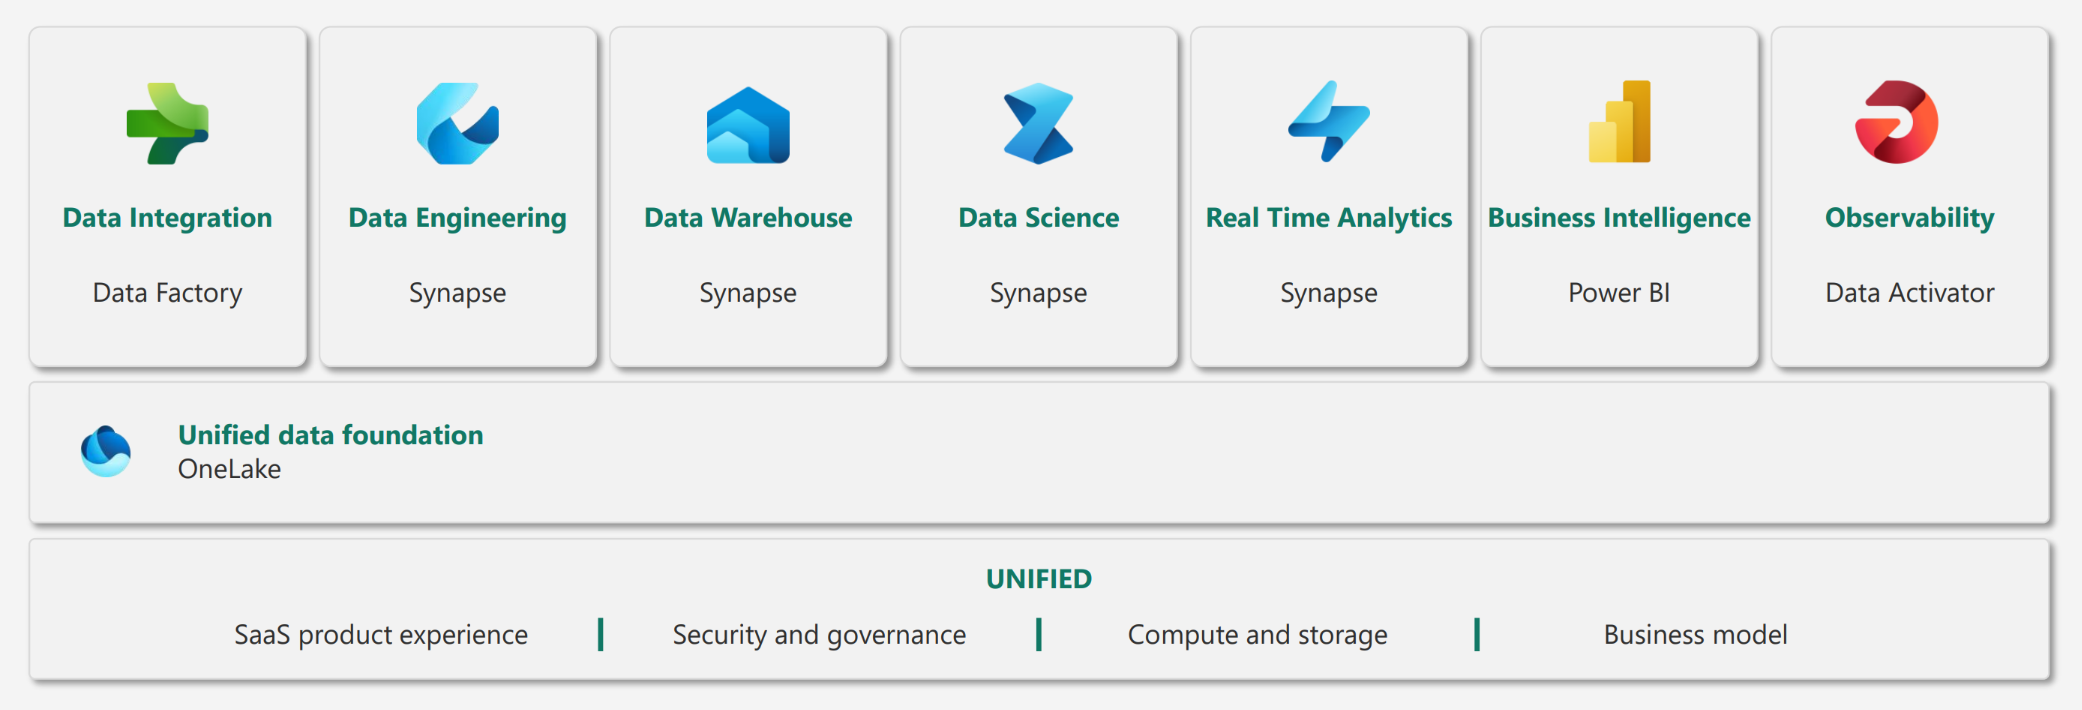 Data Integration
Data Factory
Data Engineering
Synapse
Data Warehouse
Synapse
Data Science
Synapse
Real Time Analytics
Synapse
Business Intelligence
Power BI
Observability
Data Activator
Unified data foundation
OneLake
UNIFIED
SaaS product experience
Security and governance
Compute and storage
Business model